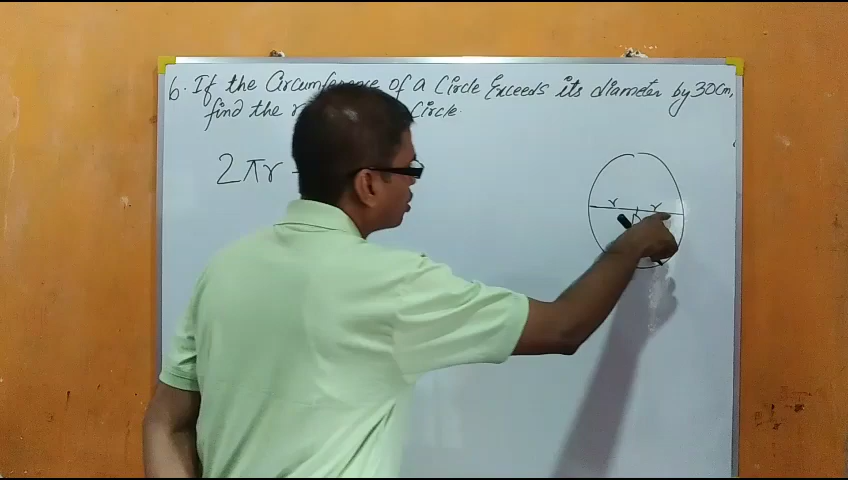 6. If the Circumference of a Circle Exceeds its diameter by 30cm,
find the Circle.
2πr
r r
D